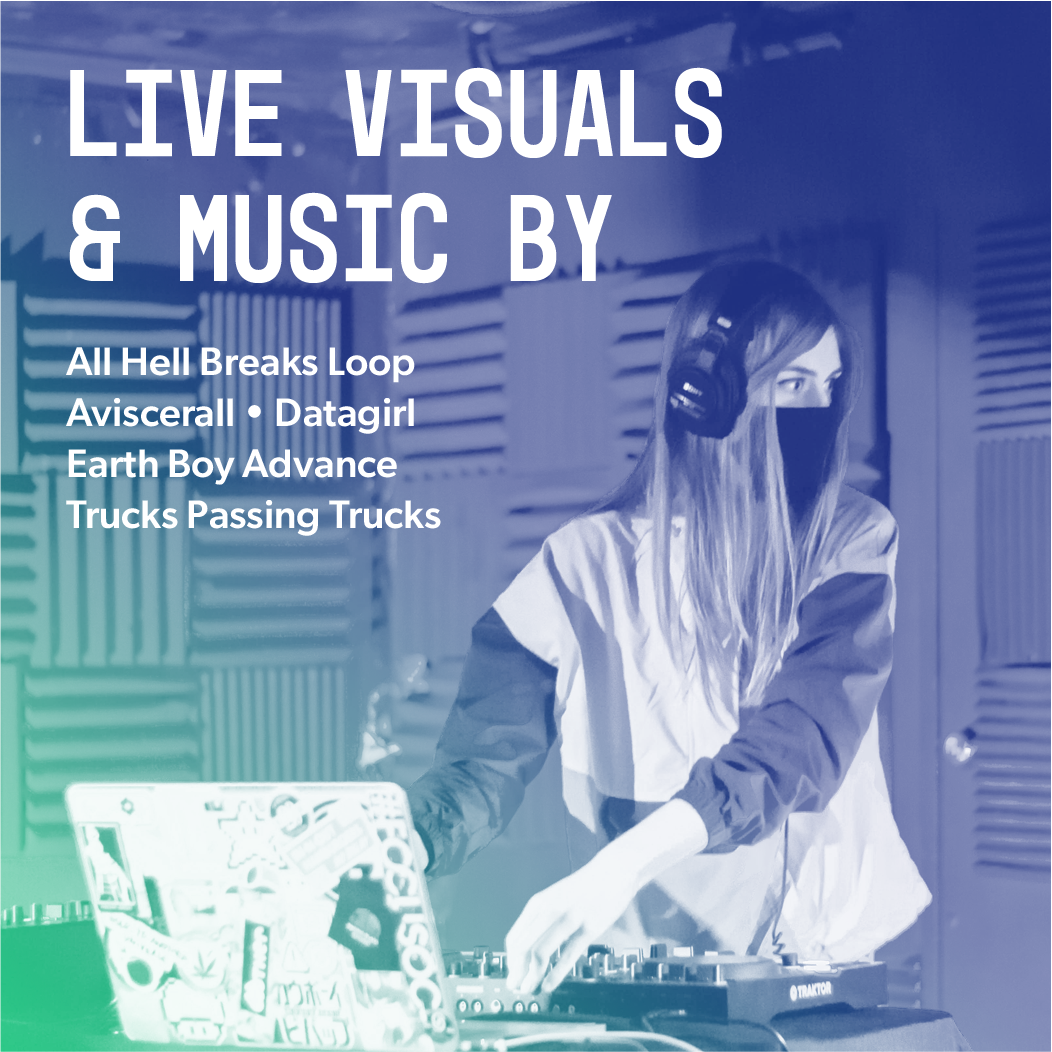 LIVE VISUALS
& MUSIC BY
All Hell Breaks Loop
Aviscerall • Datagirl
Earth Boy Advance
Trucks Passing Trucks
TRAKTOR